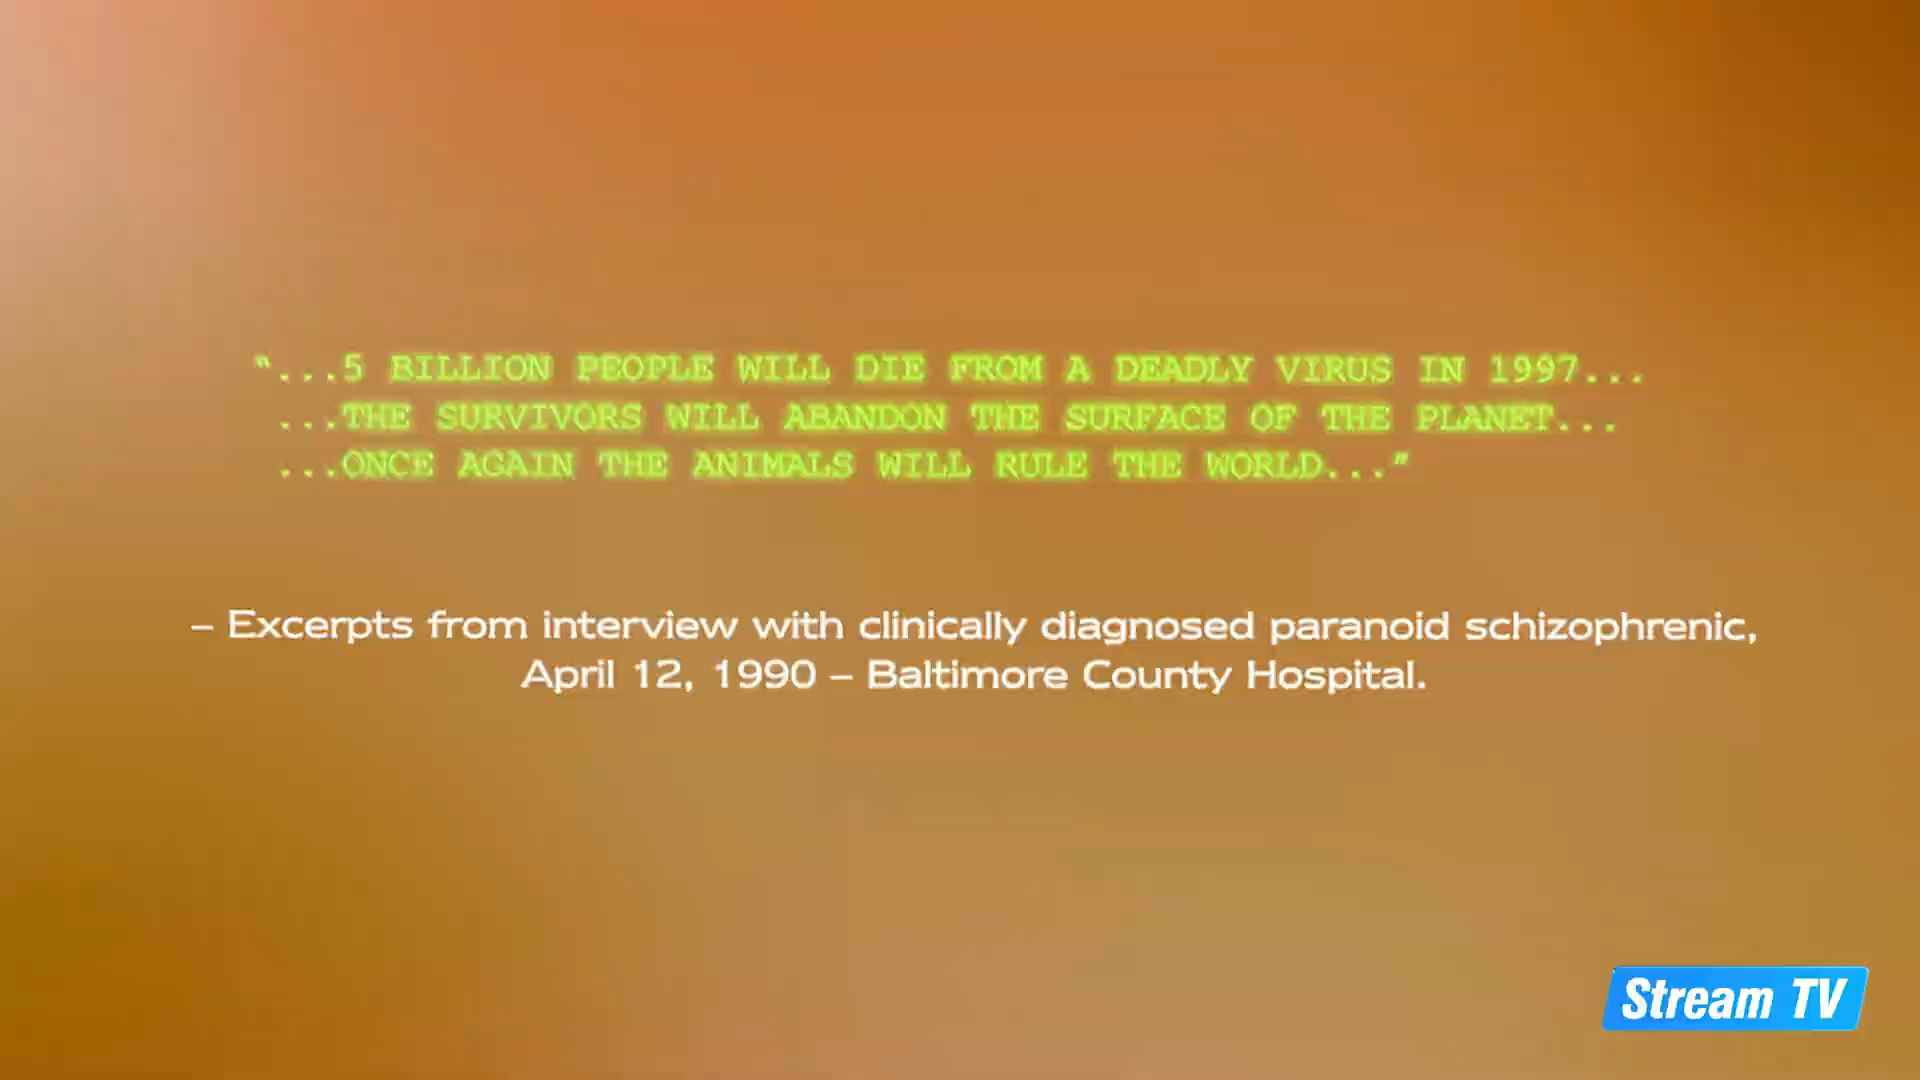 “...5 BILLION PEOPLE WILL DIE FROM A DEADLY VIRUS IN 1997...
...THE SURVIVORS WILL ABANDON THE SURFACE OF THE PLANET...
...ONCE AGAIN THE ANIMALS WILL RULE THE WORLD...”
– Excerpts from interview with clinically diagnosed paranoid schizophrenic,
April 12, 1990 – Baltimore County Hospital.
Stream TV